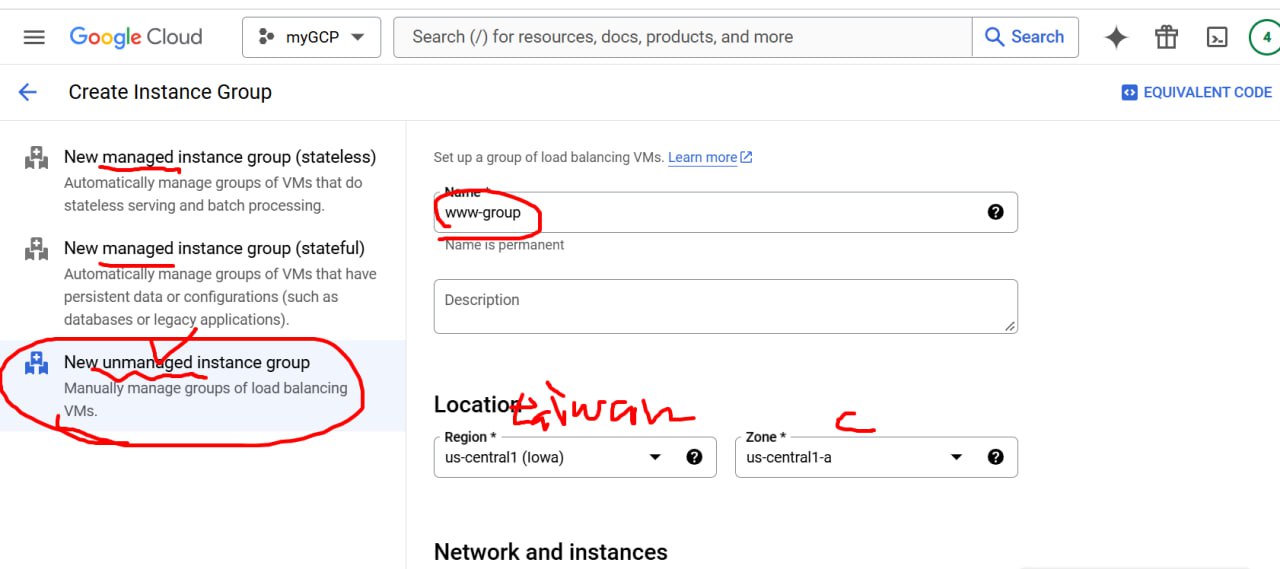 Google Cloud
myGCP
Search (/) for resources, docs, products, and more
Search
4
Create Instance Group
EQUIVALENT CODE
New managed instance group (stateless)
Automatically manage groups of VMs that do
stateless serving and batch processing.
New managed instance group (stateful)
Automatically manage groups of VMs that have
persistent data or configurations (such as
databases or legacy applications).
New unmanaged instance group
Manually manage groups of load balancing
VMs.
Set up a group of load balancing VMs. Learn more
Name *
www-group
Name is permanent
Description
Location
taiwan
c
Region *
us-central1 (Iowa)
Zone *
us-central1-a
Network and instances